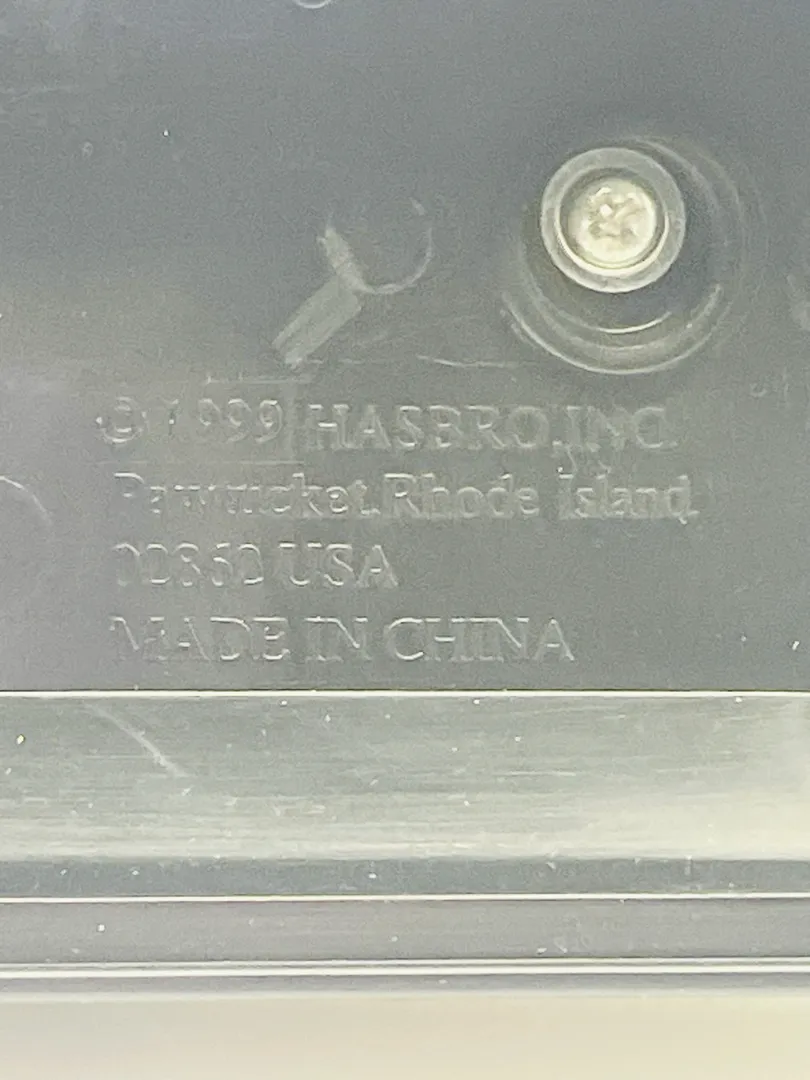 © 1999 HASBRO, INC.
Pawtucket, Rhode Island
USA
MADE IN CHINA